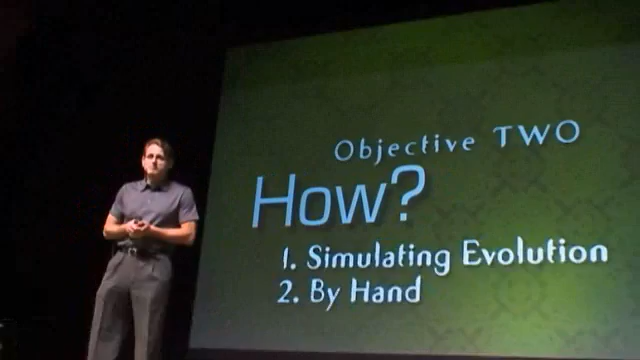 Objective TWO
How?
1. Simulating Evolution
2. By Hand